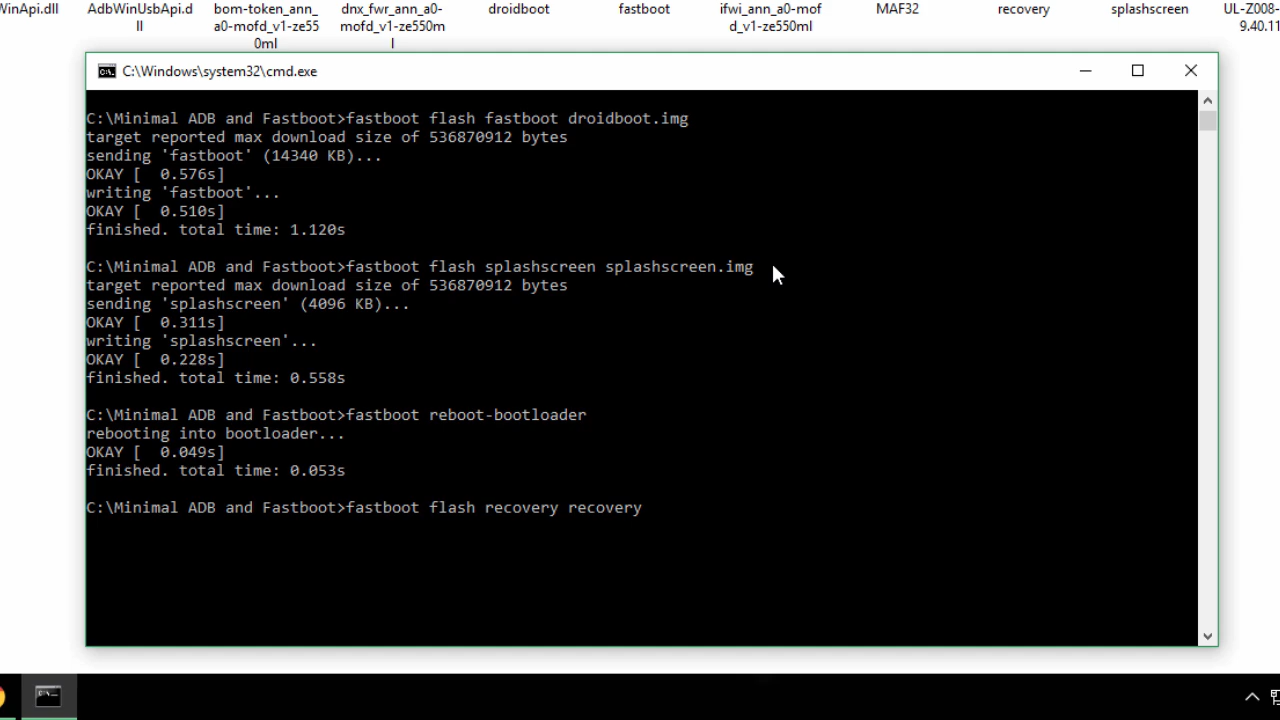 WinApi.dll
AdbWinUsbApi.d
ll
bom-token_ann_
a0-mofd_v1-ze55
0ml
dnx_fwr_ann_a0-
mofd_v1-ze550m
l
droidboot
fastboot
ifwi_ann_a0-mof
d_v1-ze550ml
MAF32
recovery
splashscreen
UL-Z008-
9.40.11
C:\Windows\system32\cmd.exe
C:\Minimal ADB and Fastboot>fastboot flash fastboot droidboot.img
target reported max download size of 536870912 bytes
sending 'fastboot' (14340 KB)...
OKAY [  0.576s]
writing 'fastboot'...
OKAY [  0.510s]
finished. total time: 1.120s
C:\Minimal ADB and Fastboot>fastboot flash splashscreen splashscreen.img
target reported max download size of 536870912 bytes
sending 'splashscreen' (4096 KB)...
OKAY [  0.311s]
writing 'splashscreen'...
OKAY [  0.228s]
finished. total time: 0.558s
C:\Minimal ADB and Fastboot>fastboot reboot-bootloader
rebooting into bootloader...
OKAY [  0.049s]
finished. total time: 0.053s
C:\Minimal ADB and Fastboot>fastboot flash recovery recovery